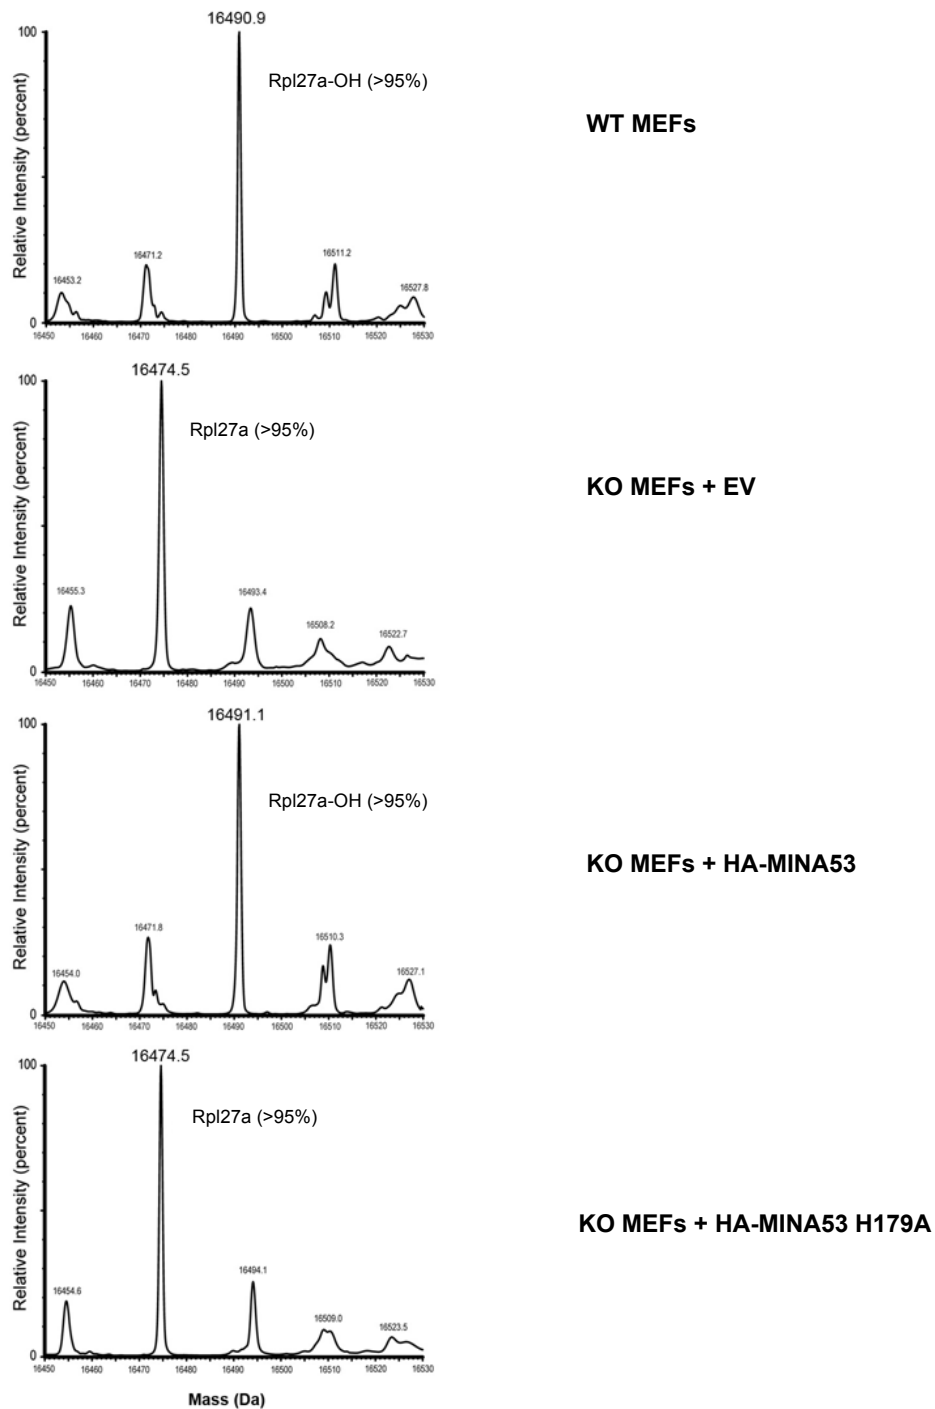 16490.9
100
Rpl27a-OH (>95%)
WT MEFs
Relative Intensity (percent)
16471.2
16511.2
16453.2
16527.8
0
16450 16460 16470 16480 16490 16500 16510 16520 16530
16474.5
100
Rpl27a (>95%)
KO MEFs + EV
Relative Intensity (percent)
16455.3
16493.4
16508.2
16522.7
0
16450 16460 16470 16480 16490 16500 16510 16520 16530
16491.1
100
Rpl27a-OH (>95%)
KO MEFs + HA-MINA53
Relative Intensity (percent)
16471.8
16510.3
16454.0
16527.1
0
16450 16460 16470 16480 16490 16500 16510 16520 16530
16474.5
100
Rpl27a (>95%)
KO MEFs + HA-MINA53 H179A
Relative Intensity (percent)
16454.6
16494.1
16509.0
16523.5
0
16450 16460 16470 16480 16490 16500 16510 16520 16530
Mass (Da)